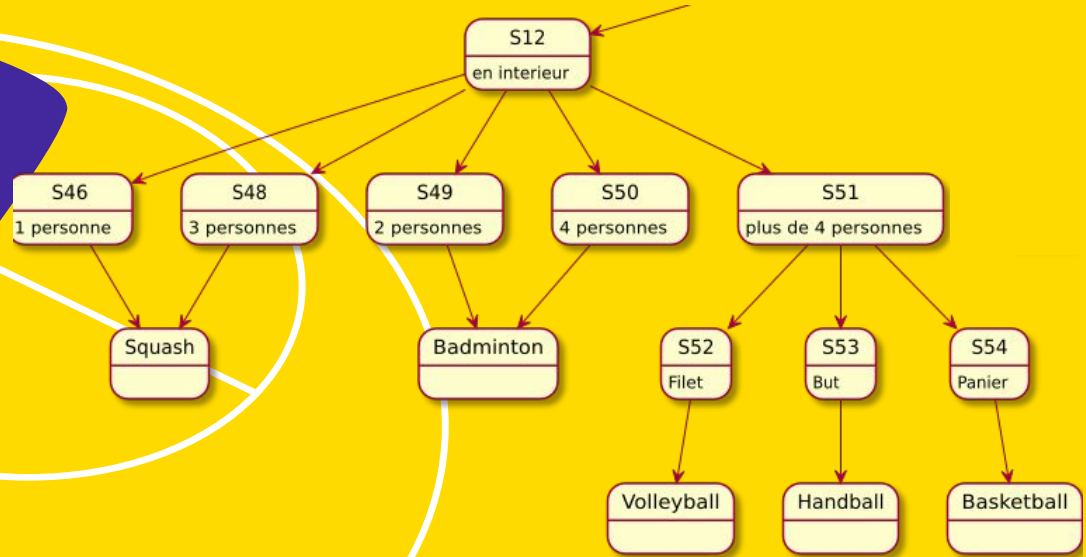 S12
en interieur
S46
1 personne
S48
3 personnes
S49
2 personnes
S50
4 personnes
S51
plus de 4 personnes
Squash
Badminton
S52
Filet
S53
But
S54
Panier
Volleyball
Handball
Basketball